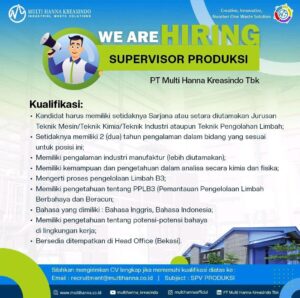 MULTI HANNA KREASINDO
INDUSTRIAL WASTE SOLUTIONS
Creative, Innovative,
WE ARE HIRING
SUPERVISOR PRODUKSI
PT Multi Hanna Kreasindo Tbk
Kualifikasi:
• Kandidat harus memiliki setidaknya Sarjana atau setara diutamakan Jurusan
Teknik Mesin/Teknik Kimia/Teknik Industri ataupun Teknik Pengolahan Limbah;
• Setidaknya memiliki 2 (dua) tahun pengalaman dalam bidang yang sesuai
untuk posisi ini;
• Memiliki pengalaman industri manufaktur (lebih diutamakan);
• Memiliki kemampuan dan pengetahuan dalam analisa secara kimia dan fisika;
• Mengerti proses pengelolaan Limbah B3;
• Memiliki pengetahuan tentang PPLB3 (Pemantauan Pengelolaan Limbah
Berbahaya dan Beracun;
• Bahasa yang dimiliki : Bahasa Inggris, Bahasa Indonesia;
• Memiliki pengetahuan tentang potensi-potensi bahaya
di lingkungan kerja;
• Bersedia ditempatkan di Head Office (Bekasi).
Silahkan mengirimkan CV lengkap jika memenuhi kualifikasi diatas ke :
Email : recruitment@multihanna.co.id | Subject : SPV PRODUKSI
www.multihanna.co.id
multihanna_kreasindo
multihannaofficial
PT Multi Hanna Kreasindo